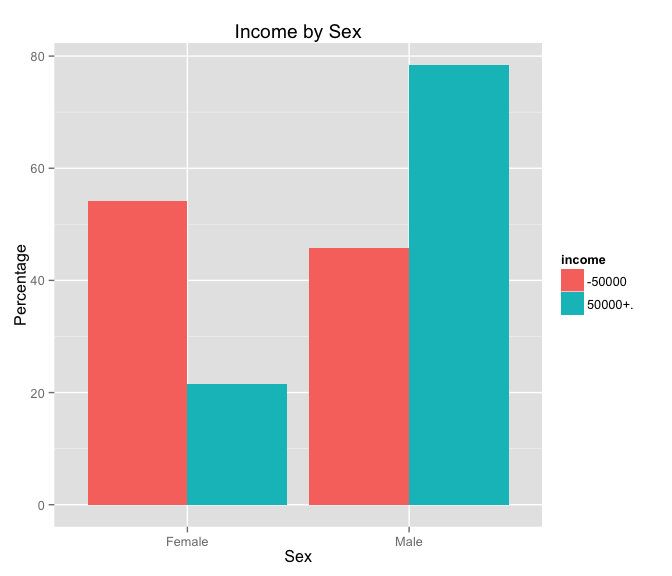 Income by Sex
80
60
40
20
0
Percentage
Female
Male
Sex
income
-50000
50000+.